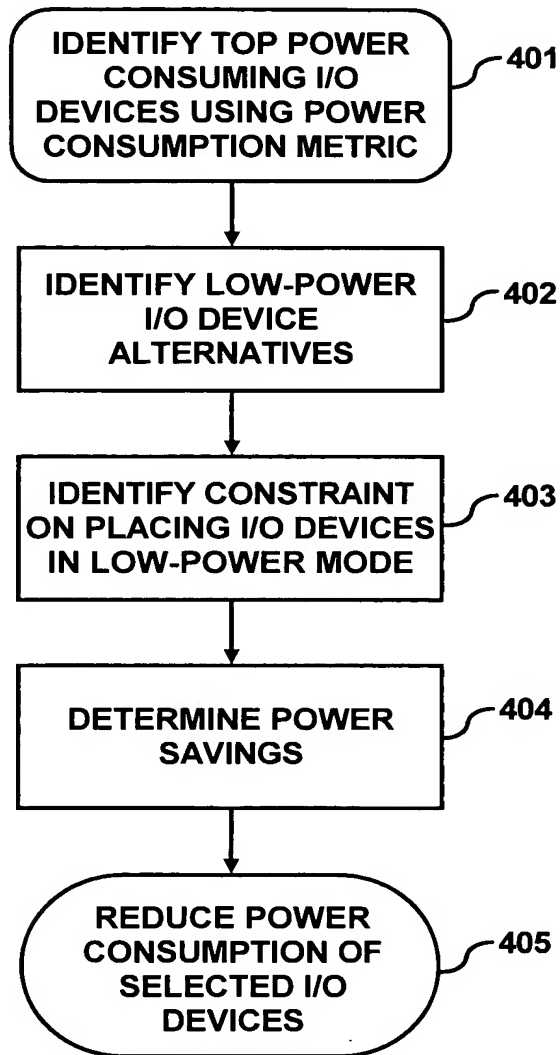 IDENTIFY TOP POWER
CONSUMING I/O
DEVICES USING POWER
CONSUMPTION METRIC
401
IDENTIFY LOW-POWER
I/O DEVICE
ALTERNATIVES
402
IDENTIFY CONSTRAINT
ON PLACING I/O DEVICES
IN LOW-POWER MODE
403
DETERMINE POWER
SAVINGS
404
REDUCE POWER
CONSUMPTION OF
SELECTED I/O
DEVICES
405